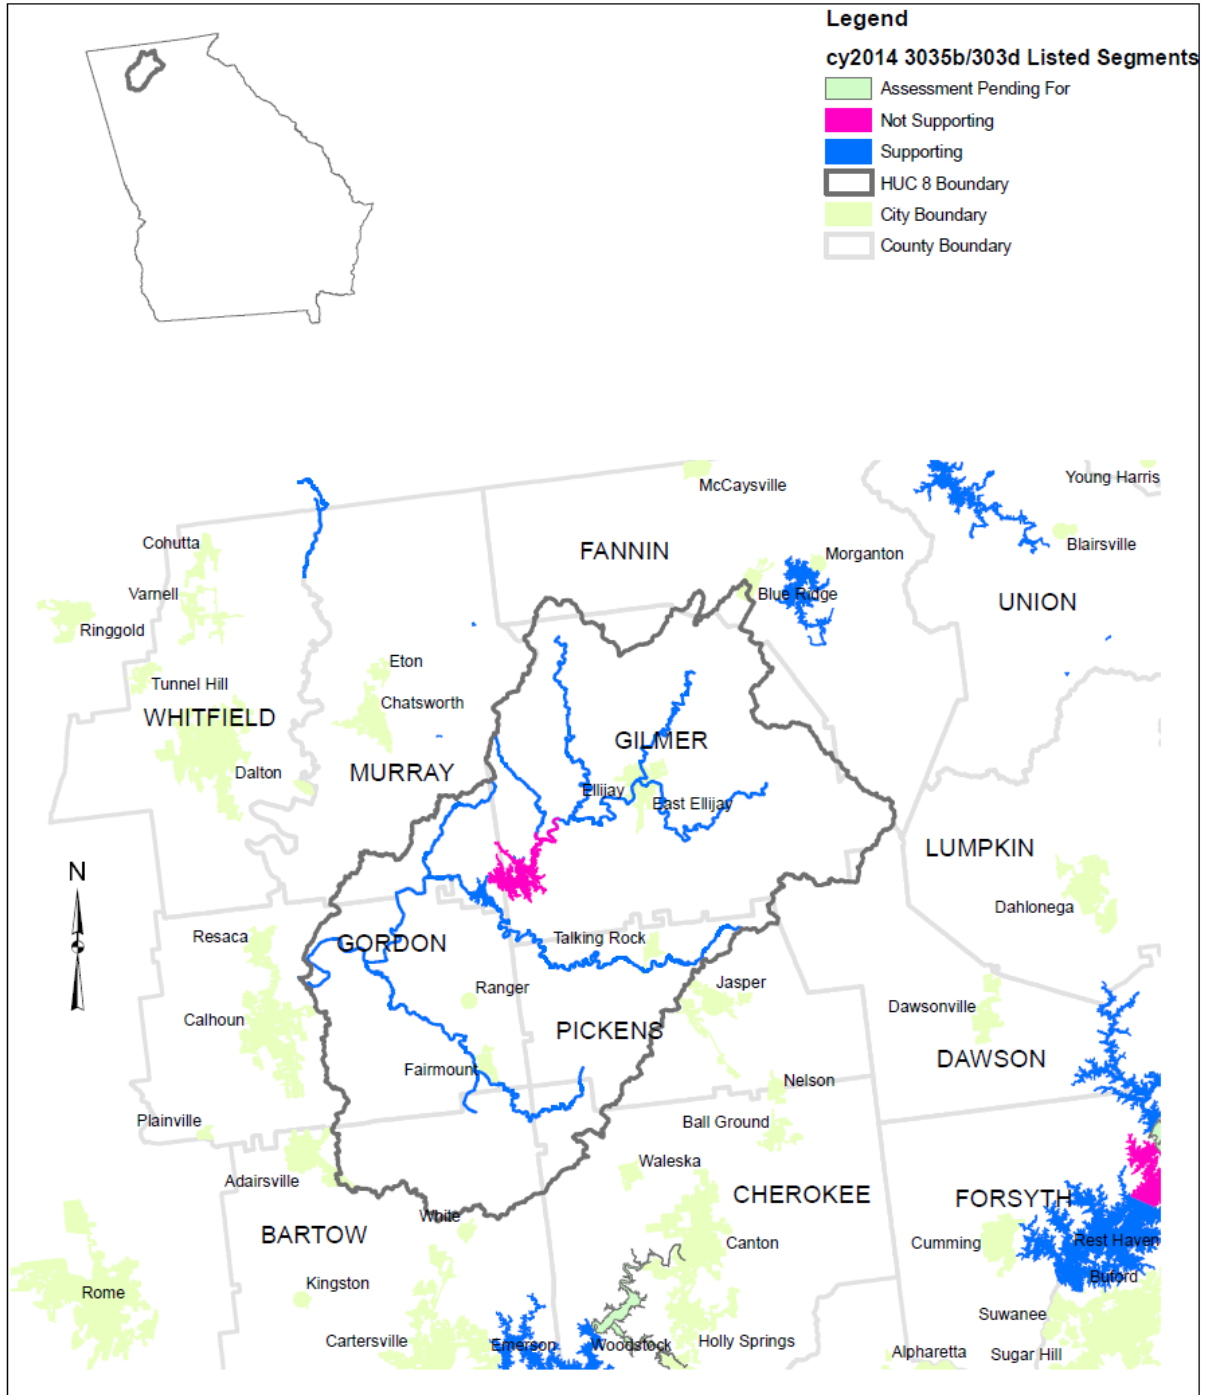 Legend
cy2014 3035b/303d Listed Segments
Assessment Pending For
Not Supporting
Supporting
HUC 8 Boundary
City Boundary
County Boundary
McCaysville
Young Harris
Cohutta
FANNIN
Morganton
Blairsville
Varnell
Blue Ridge
UNION
Ringgold
Eton
Tunnel Hill
Chatsworth
WHITFIELD
GILMER
Dalton
MURRAY
Ellijay
East Ellijay
LUMPKIN
N
Dahlonega
Resaca
GORDON
Talking Rock
Ranger
Jasper
Dawsonville
Calhoun
PICKENS
DAWSON
Fairmount
Nelson
Plainville
Ball Ground
Waleska
Adairsville
CHEROKEE
FORSYTH
White
BARTOW
Canton
Cumming
Rest Haven
Kingston
Buford
Rome
Suwanee
Cartersville
Emerson
Woodstock
Holly Springs
Alpharetta
Sugar Hill